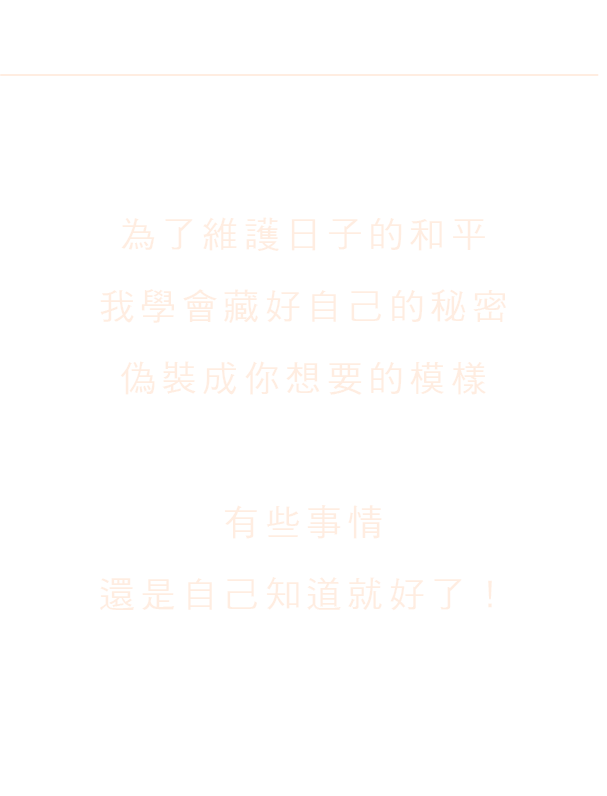 為了維護日子的和平
我學會藏好自己的秘密
偽裝成你想要的模樣
有些事情
還是自己知道就好了！